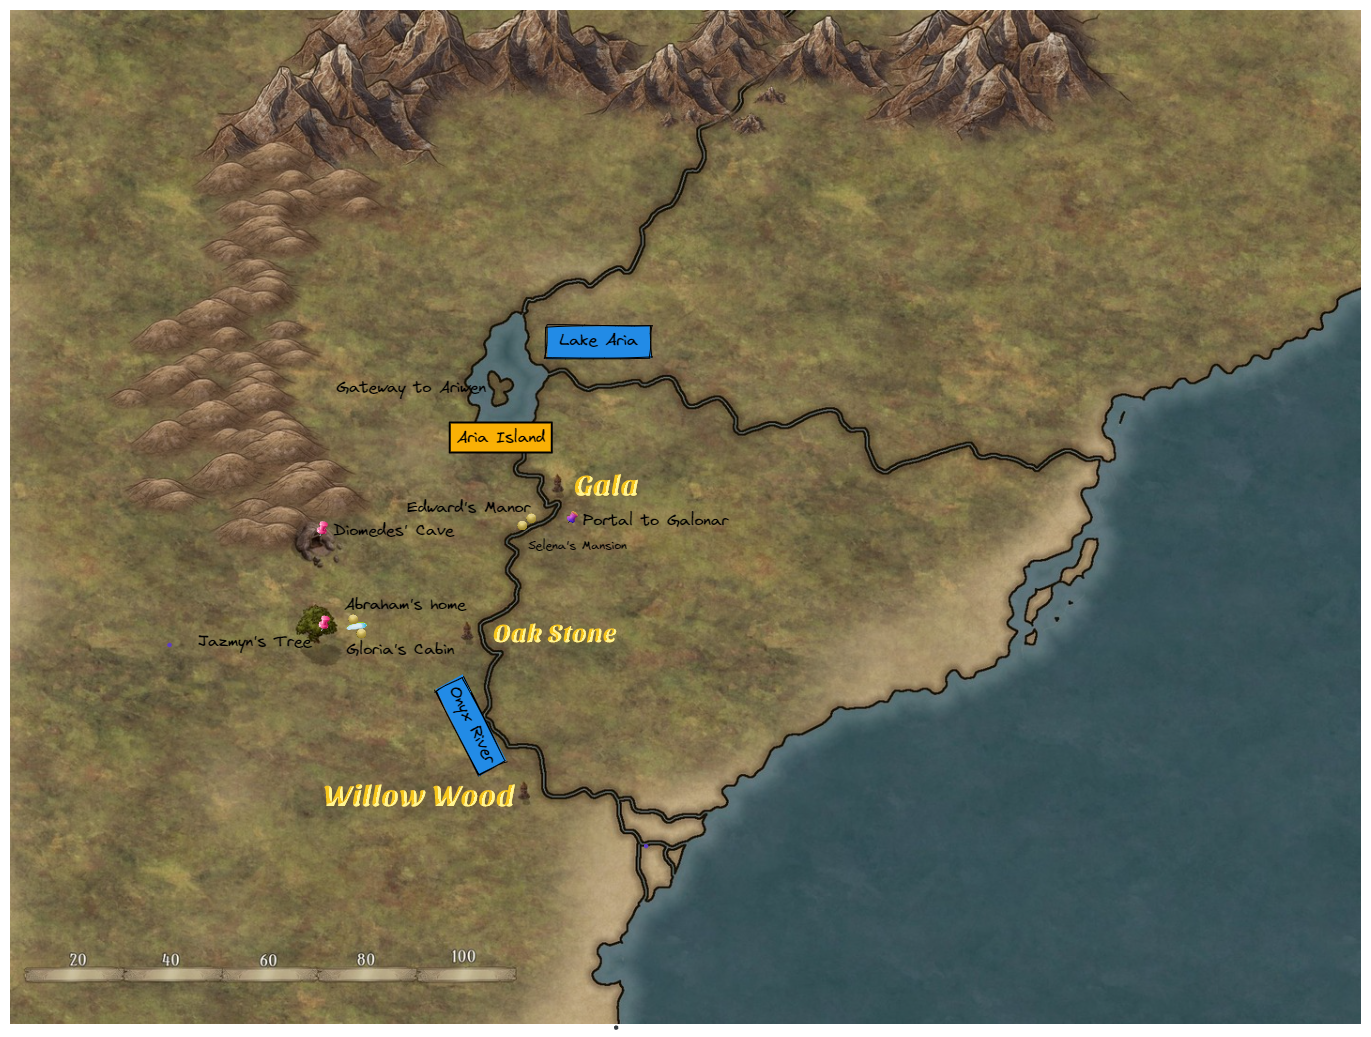 Lake Aria
Gateway to Ariwen
Aria Island
Gala
Edward's Manor
Portal to Galonar
Diomedes' Cave
Selena's Mansion
Abraham's home
Oak Stone
Jazmyn's Tree
Gloria's Cabin
Onyx River
Willow Wood
20 40 60 80 100